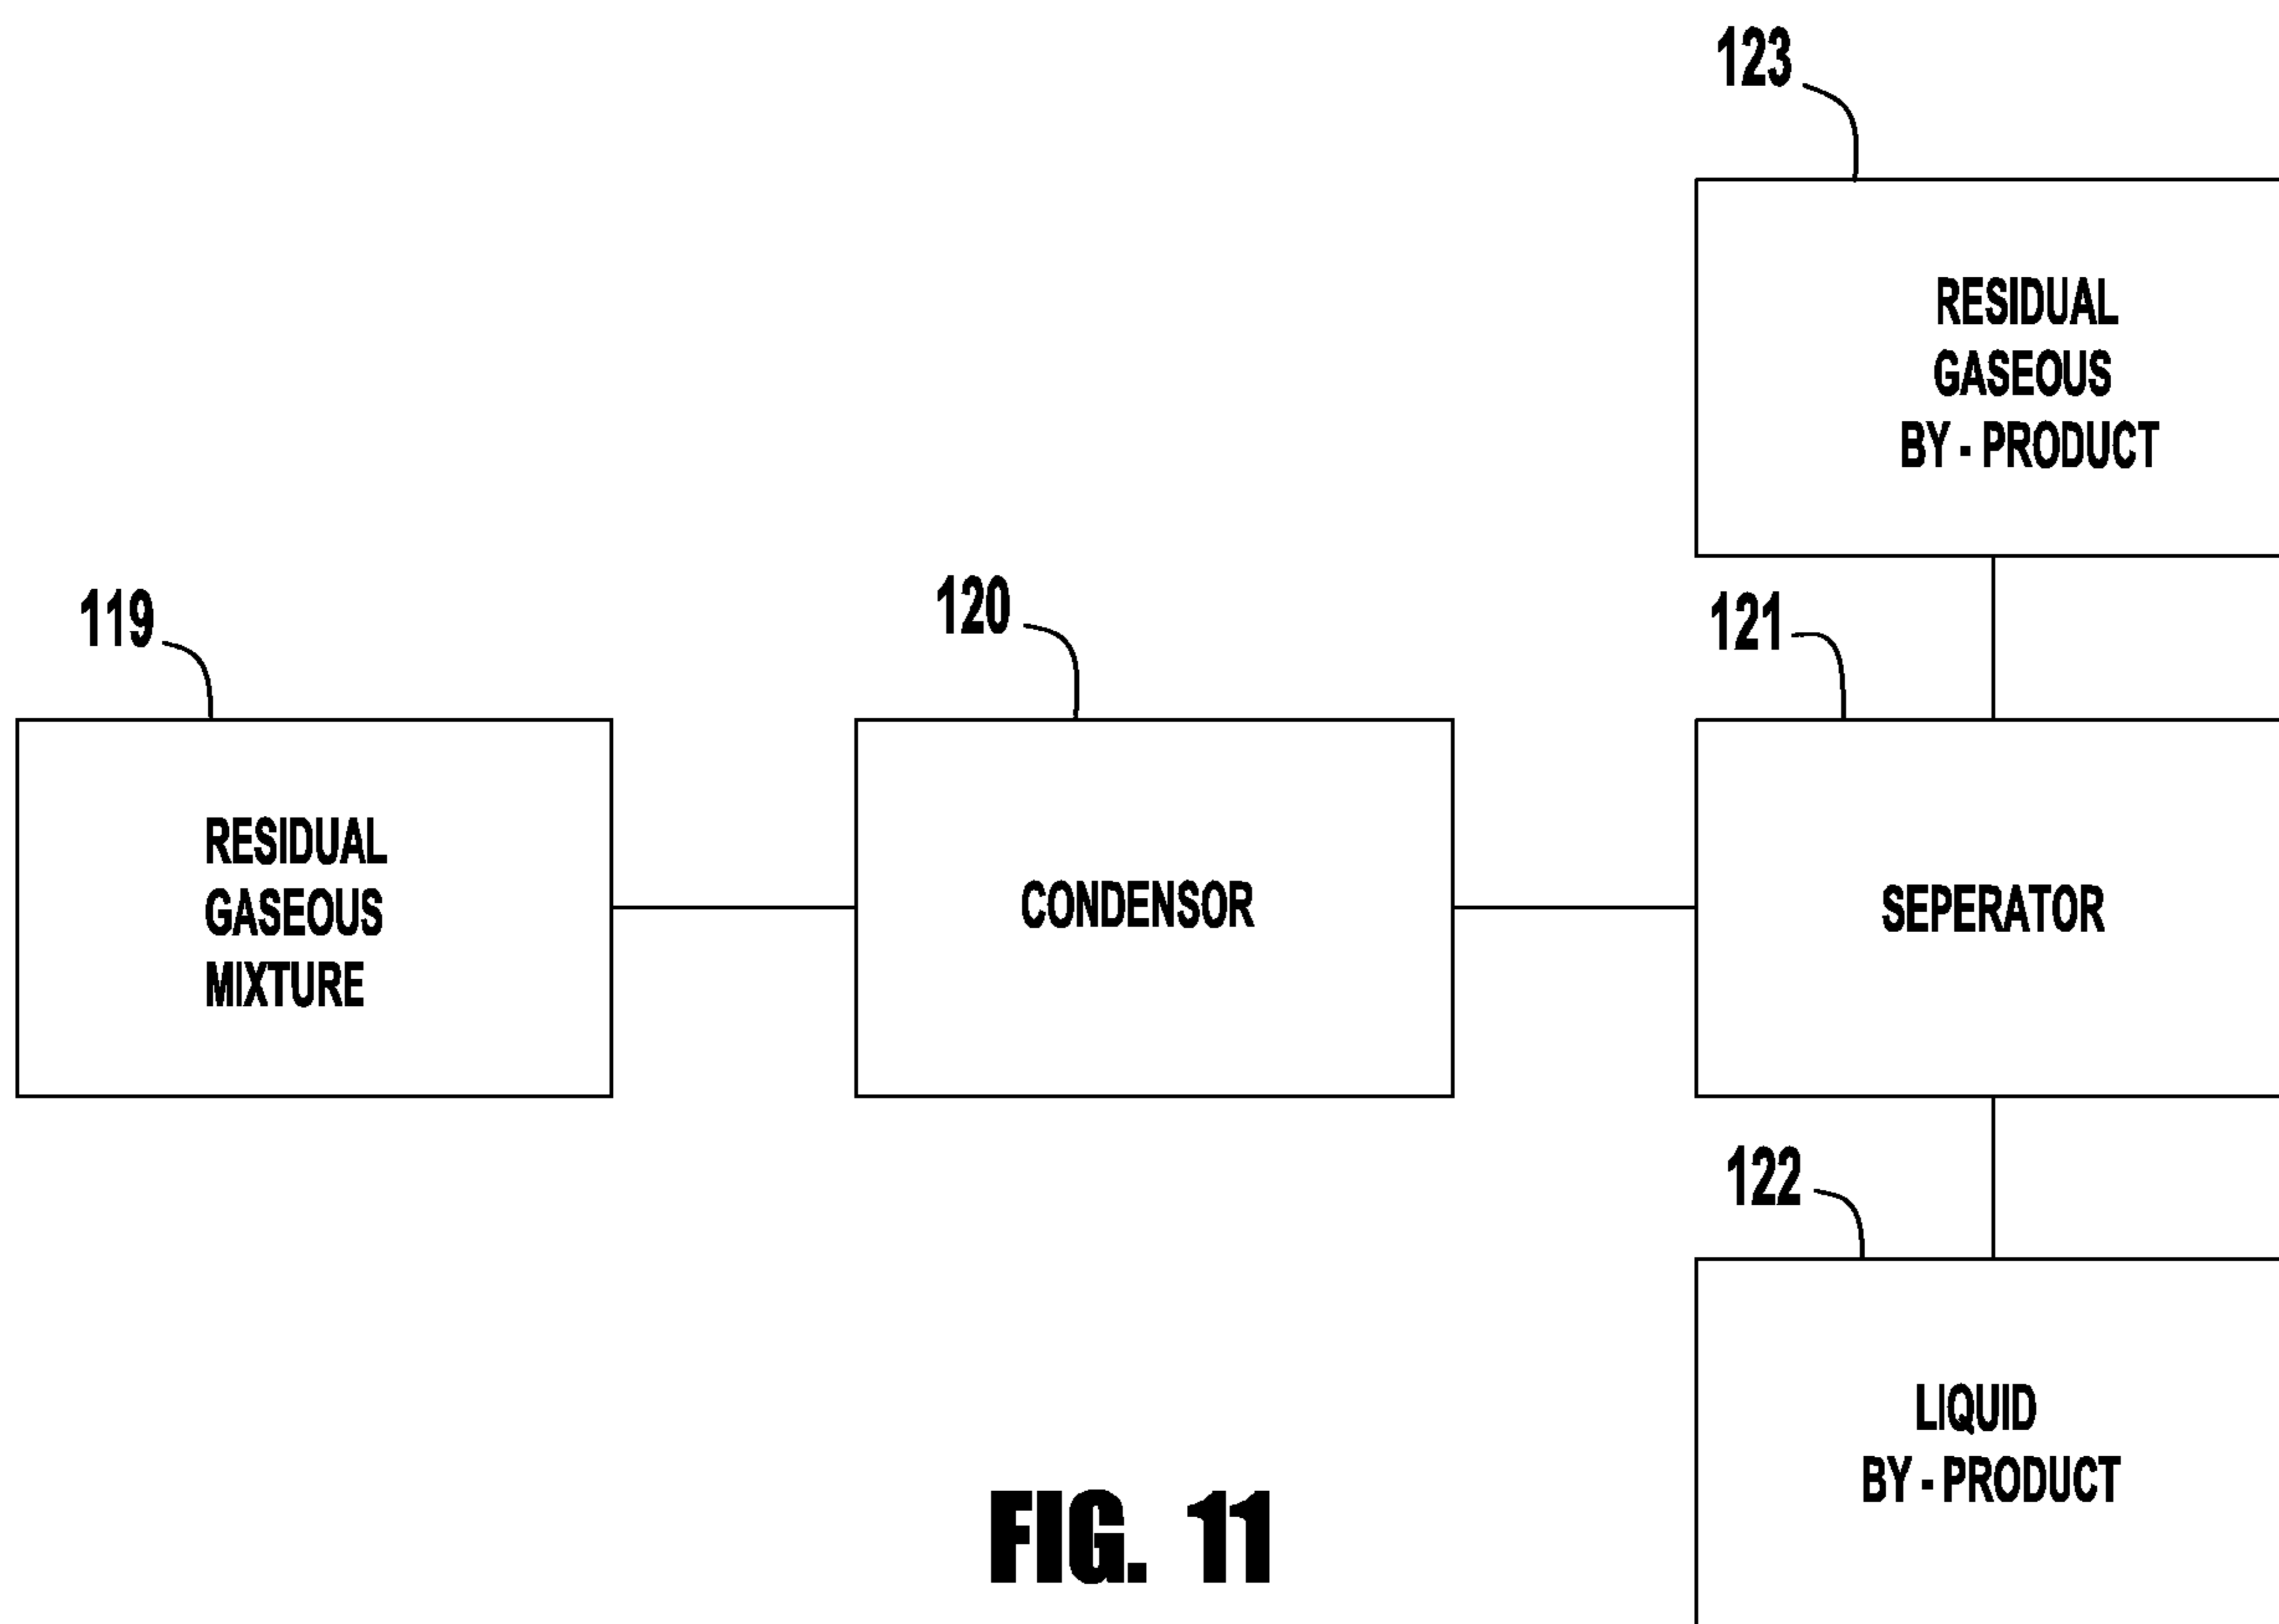 123
RESIDUAL
GASEOUS
BY - PRODUCT
119
120
121
RESIDUAL
GASEOUS
MIXTURE
CONDENSOR
SEPERATOR
122
LIQUID
BY - PRODUCT
FIG. 11